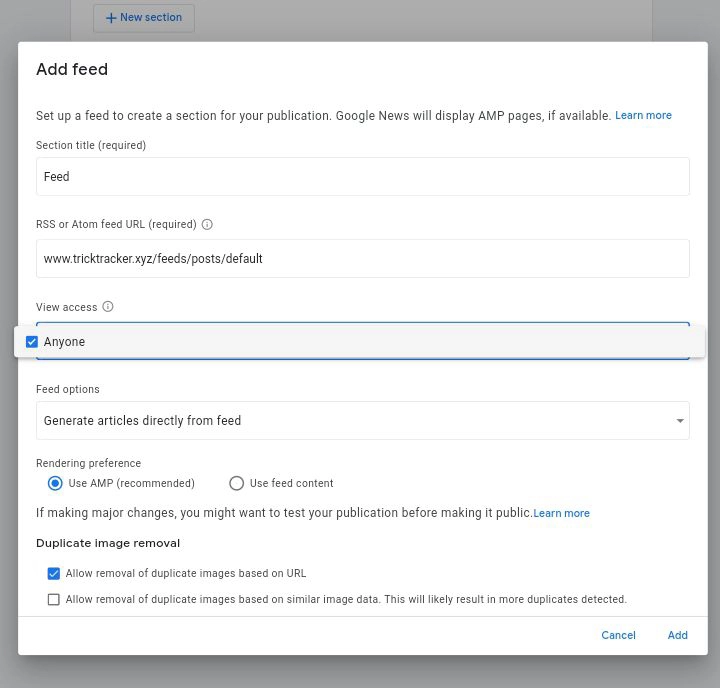 New section
Add feed
Set up a feed to create a section for your publication. Google News will display AMP pages, if available. Learn more
Section title (required)
Feed
RSS or Atom feed URL (required)
www.tricktracker.xyz/feeds/posts/default
View access
Anyone
Feed options
Generate articles directly from feed
Rendering preference
Use AMP (recommended) Use feed content
If making major changes, you might want to test your publication before making it public.Learn more
Duplicate image removal
Allow removal of duplicate images based on URL
Allow removal of duplicate images based on similar image data. This will likely result in more duplicates detected.
Cancel Add